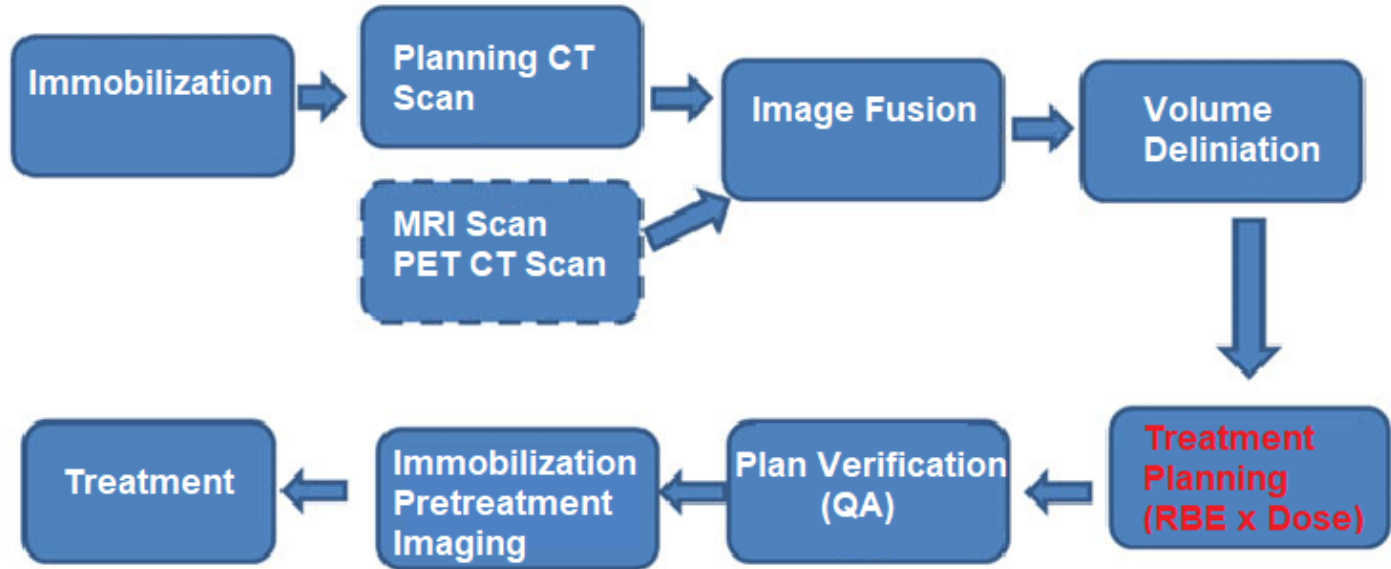 Immobilization
Planning CT
Scan
MRI Scan
PET CT Scan
Image Fusion
Volume
Deliniation
Treatment
Planning
(RBE x Dose)
Plan Verification
(QA)
Immobilization
Pretreatment
Imaging
Treatment